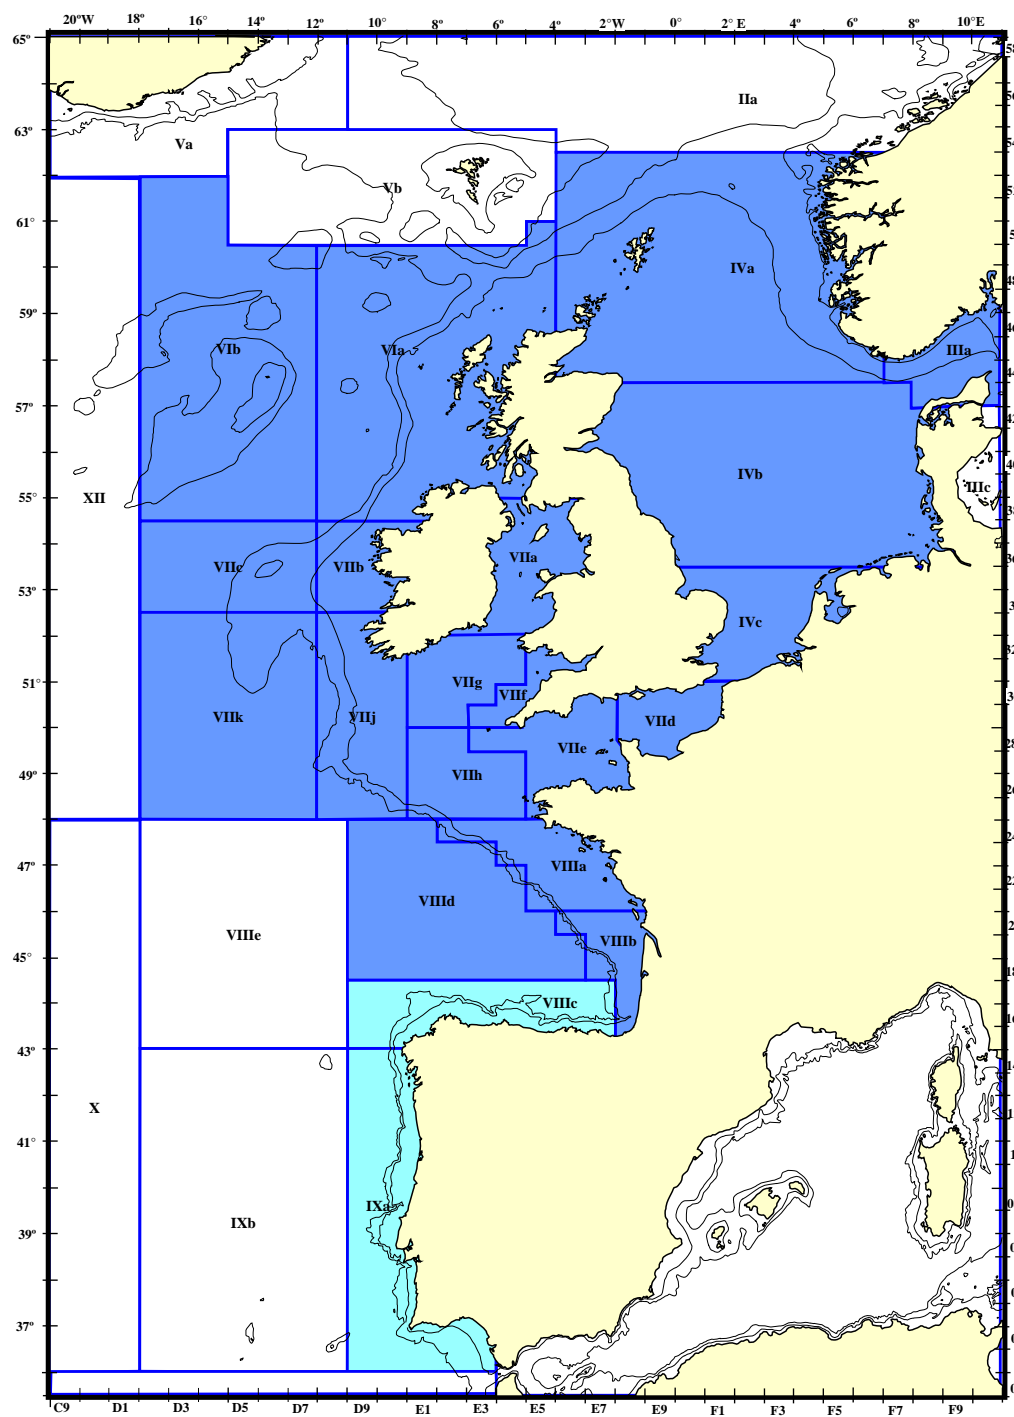 20°W 18° 16° 14° 12° 10° 8° 6° 4° 2°W 0° 2° E 4° 6° 8° 10°E
65°
IIa
63°
Va
Vb
61°
IVa
59°
VIb VIa IIIa
57°
IVb
55° XII IIIc
VIIa
VIIc VIIb
53°
IVc
51° VIIg VIIf
VIIk VIIj VIId
VIIe
49° VIIh
47° VIIIa
VIIId
VIIIe VIIIb
45°
VIIIc
43°
X
41°
IXa
IXb
39°
37°
C9 D1 D3 D5 D7 D9 E1 E3 E5 E7 E9 F1 F3 F5 F7 F9